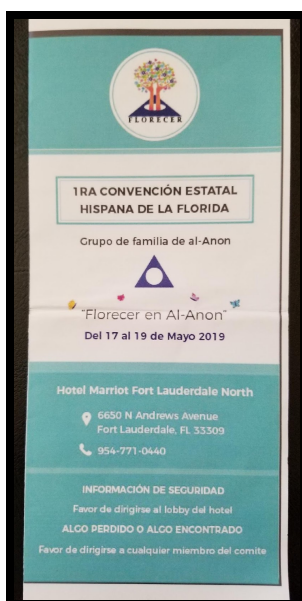 FLORECER
1RA CONVENCIÓN ESTATAL
HISPANA DE LA FLORIDA
Grupo de familia de al-Anon
"Florecer en Al-Anon"
Del 17 al 19 de Mayo 2019
Hotel Marriot Fort Lauderdale North
6650 N Andrews Avenue
Fort Lauderdale, FL 33309
954-771-0440
INFORMACIÓN DE SEGURIDAD
Favor de dirigirse al lobby del hotel
ALGO PERDIDO O ALGO ENCONTRADO
Favor de dirigirse a cualquier miembro del comite